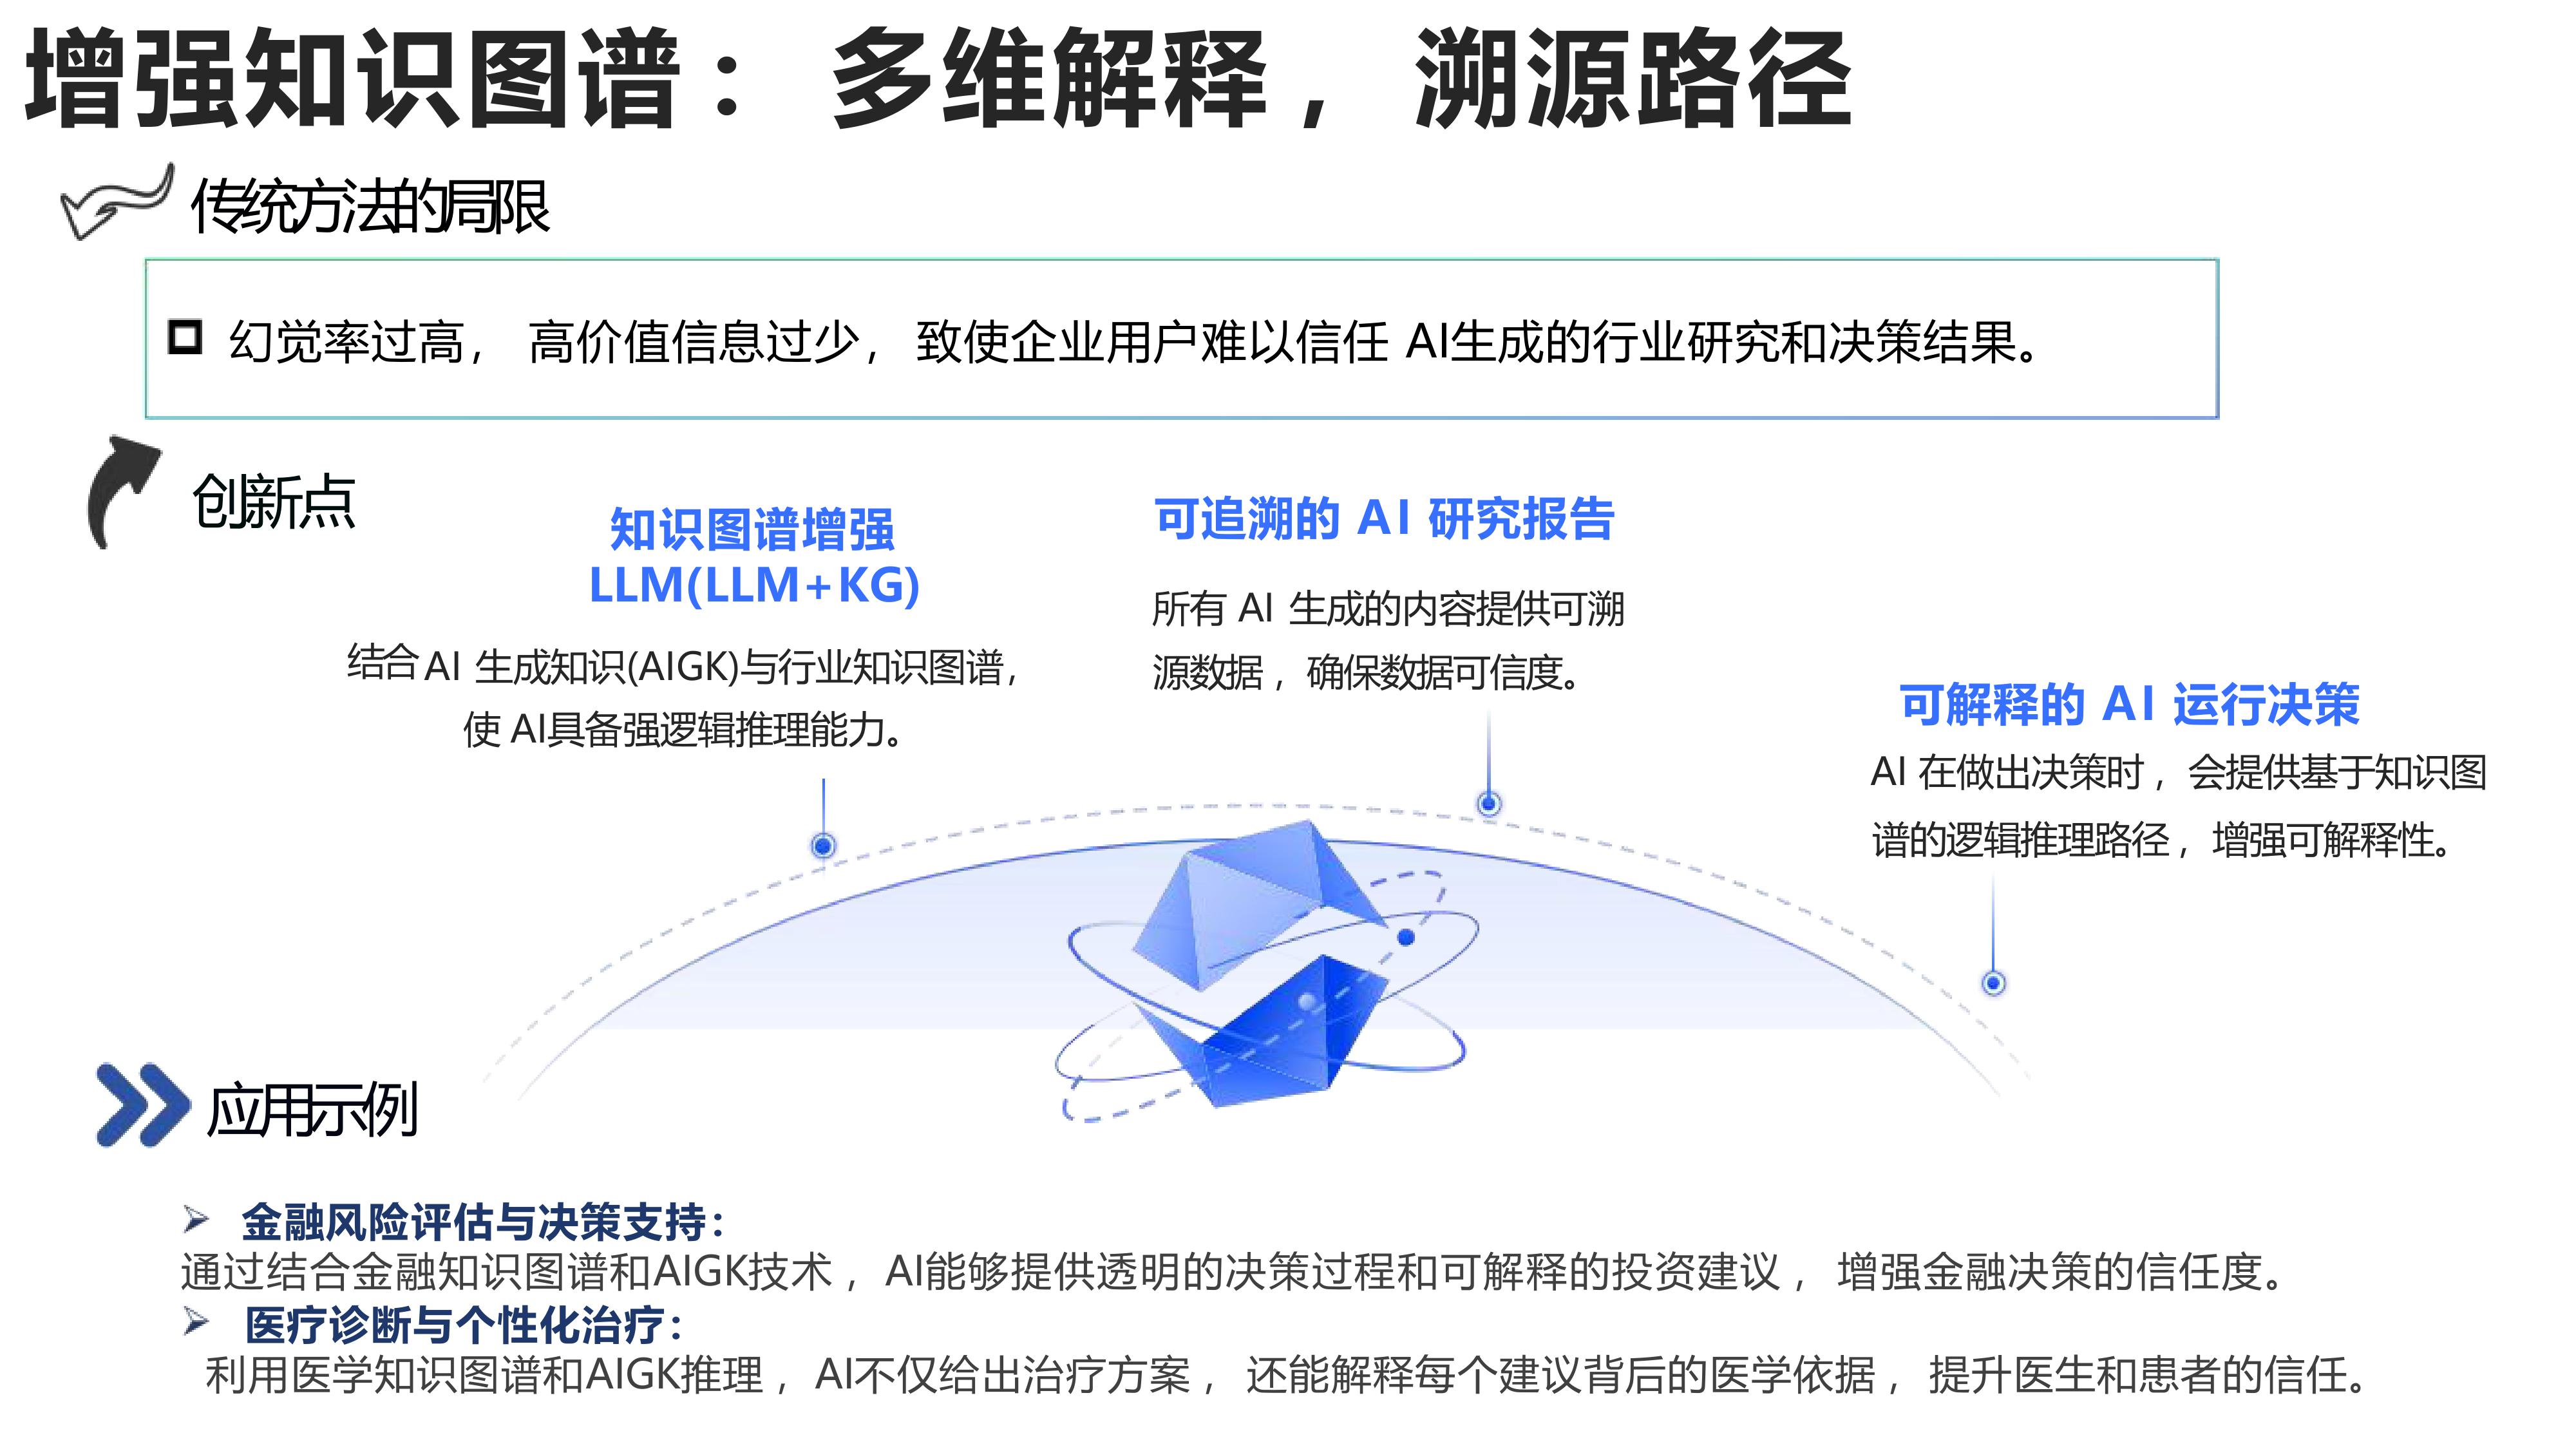 增强知识图谱：多维解释，溯源路径
传统方法的局限
幻觉率过高，高价值信息过少，致使企业用户难以信任 AI生成的行业研究和决策结果。
创新点
知识图谱增强
LLM(LLM+KG)
结合 AI 生成知识(AIGK)与行业知识图谱，
使 AI具备强逻辑推理能力。
可追溯的 AI 研究报告
所有 AI 生成的内容提供可溯
源数据，确保数据可信度。
可解释的 AI 运行决策
AI 在做出决策时，会提供基于知识图
谱的逻辑推理路径，增强可解释性。
应用示例
金融风险评估与决策支持：
通过结合金融知识图谱和AIGK技术，AI能够提供透明的决策过程和可解释的投资建议，增强金融决策的信任度。
医疗诊断与个性化治疗：
利用医学知识图谱和AIGK推理，AI不仅给出治疗方案，还能解释每个建议背后的医学依据，提升医生和患者的信任。